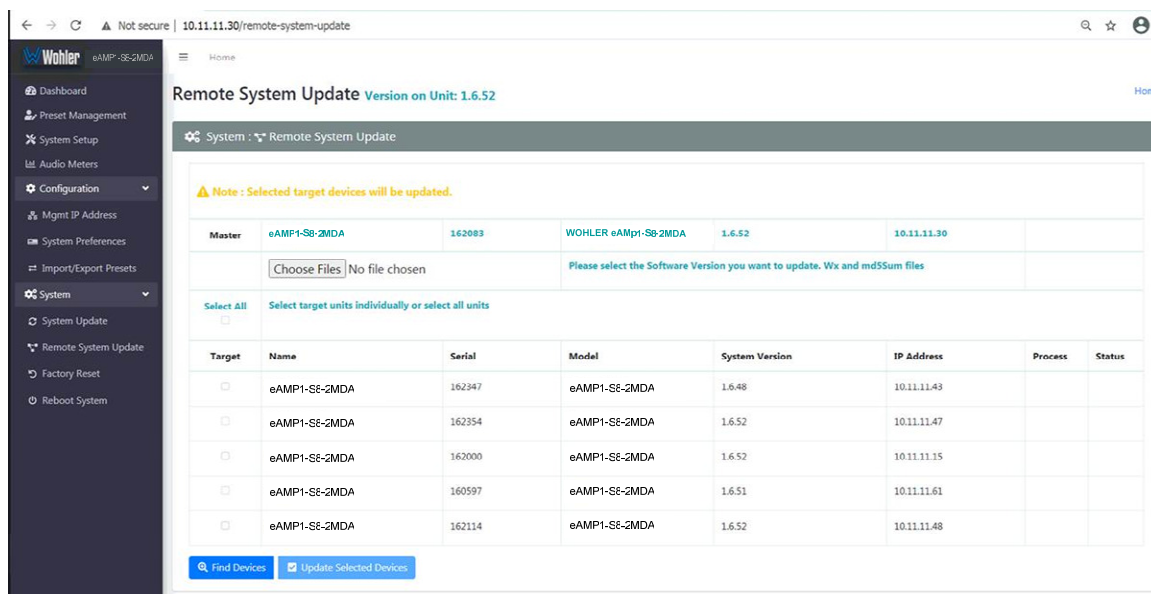 Not secure | 10.11.11.30/remote-system-update
Wohler eAMP1-S8-2MDA
Home
Dashboard
Preset Management
System Setup
Audio Meters
Configuration
Mgmt IP Address
System Preferences
Import/Export Presets
System
System Update
Remote System Update
Factory Reset
Reboot System
Remote System Update Version on Unit: 1.6.52
Hor
System : Remote System Update
Note : Selected target devices will be updated.
Master eAMP1-S8-2MDA 162083 WOHLER eAMp1-S8-2MDA 1.6.52 10.11.11.30
Choose Files No file chosen Please select the Software Version you want to update. Wx and md5Sum files
Select All Select target units individually or select all units
Target Name Serial Model System Version IP Address Process Status
eAMP1-S8-2MDA 162347 eAMP1-S8-2MDA 1.6.48 10.11.11.43
eAMP1-S8-2MDA 162354 eAMP1-S8-2MDA 1.6.52 10.11.11.47
eAMP1-S8-2MDA 162000 eAMP1-S8-2MDA 1.6.52 10.11.11.15
eAMP1-S8-2MDA 160597 eAMP1-S8-2MDA 1.6.51 10.11.11.61
eAMP1-S8-2MDA 162114 eAMP1-S8-2MDA 1.6.52 10.11.11.48
Find Devices Update Selected Devices